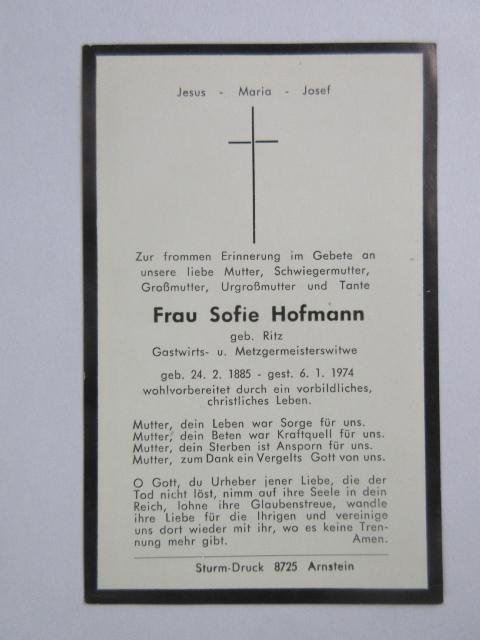 Jesus - Maria - Josef
Zur frommen Erinnerung im Gebete an
unsere liebe Mutter, Schwiegermutter,
Großmutter, Urgroßmutter und Tante
Frau Sofie Hofmann
geb. Ritz
Gastwirts- u. Metzgermeisterswitwe
geb. 24. 2. 1885 - gest. 6. 1. 1974
wohlvorbereitet durch ein vorbildliches,
christliches Leben.
Mutter, dein Leben war Sorge für uns.
Mutter, dein Beten war Kraftquell für uns.
Mutter, dein Sterben ist Ansporn für uns.
Mutter, zum Dank ein Vergelts Gott von uns.
O Gott, du Urheber jener Liebe, die der
Tod nicht löst, nimm auf ihre Seele in dein
Reich, lohne ihre Glaubenstreue, wandle
ihre Liebe für die Ihrigen und vereinige
uns dort wieder mit ihr, wo es keine Tren-
nung mehr gibt. Amen.
Sturm-Druck 8725 Arnstein